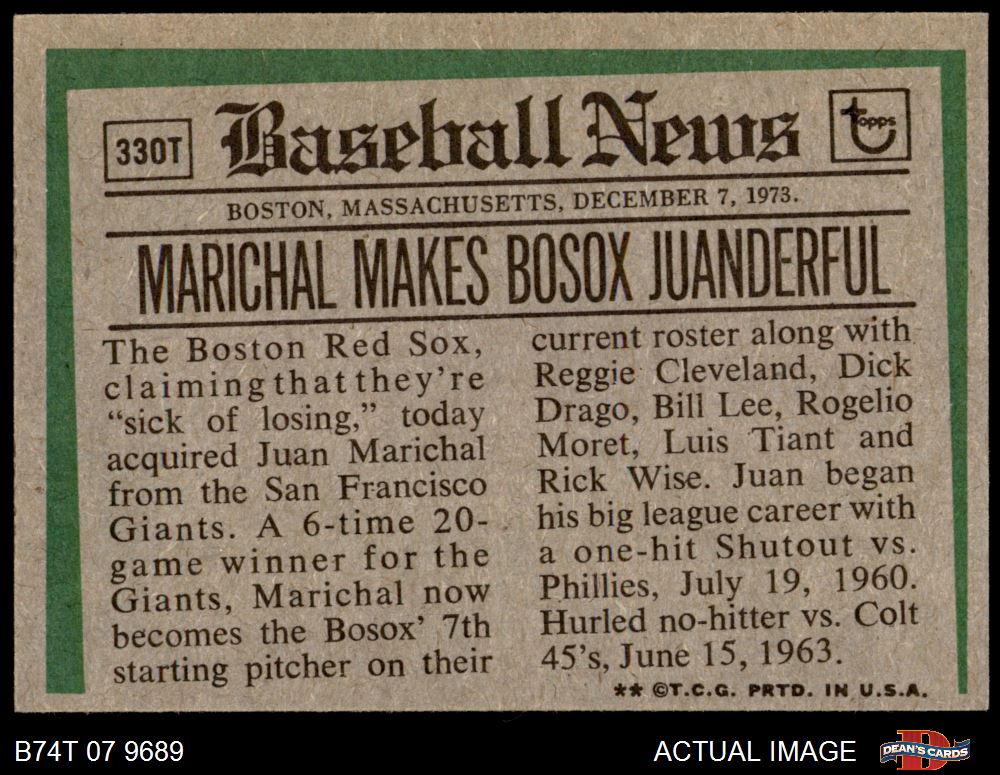 330T
Baseball News
topps
BOSTON, MASSACHUSETTS, DECEMBER 7, 1973.
MARICHAL MAKES BOSOX JUANDERFUL
The Boston Red Sox,
claiming that they're
“sick of losing,” today
acquired Juan Marichal
from the San Francisco
Giants. A 6-time 20-
game winner for the
Giants, Marichal now
becomes the Bosox' 7th
starting pitcher on their
current roster along with
Reggie Cleveland, Dick
Drago, Bill Lee, Rogelio
Moret, Luis Tiant and
Rick Wise. Juan began
his big league career with
a one-hit Shutout vs.
Phillies, July 19, 1960.
Hurled no-hitter vs. Colt
45's, June 15, 1963.
** ©T.C.G. PRTD. IN U.S.A.
B74T 07 9689
ACTUAL IMAGE
DEAN'S CARDS